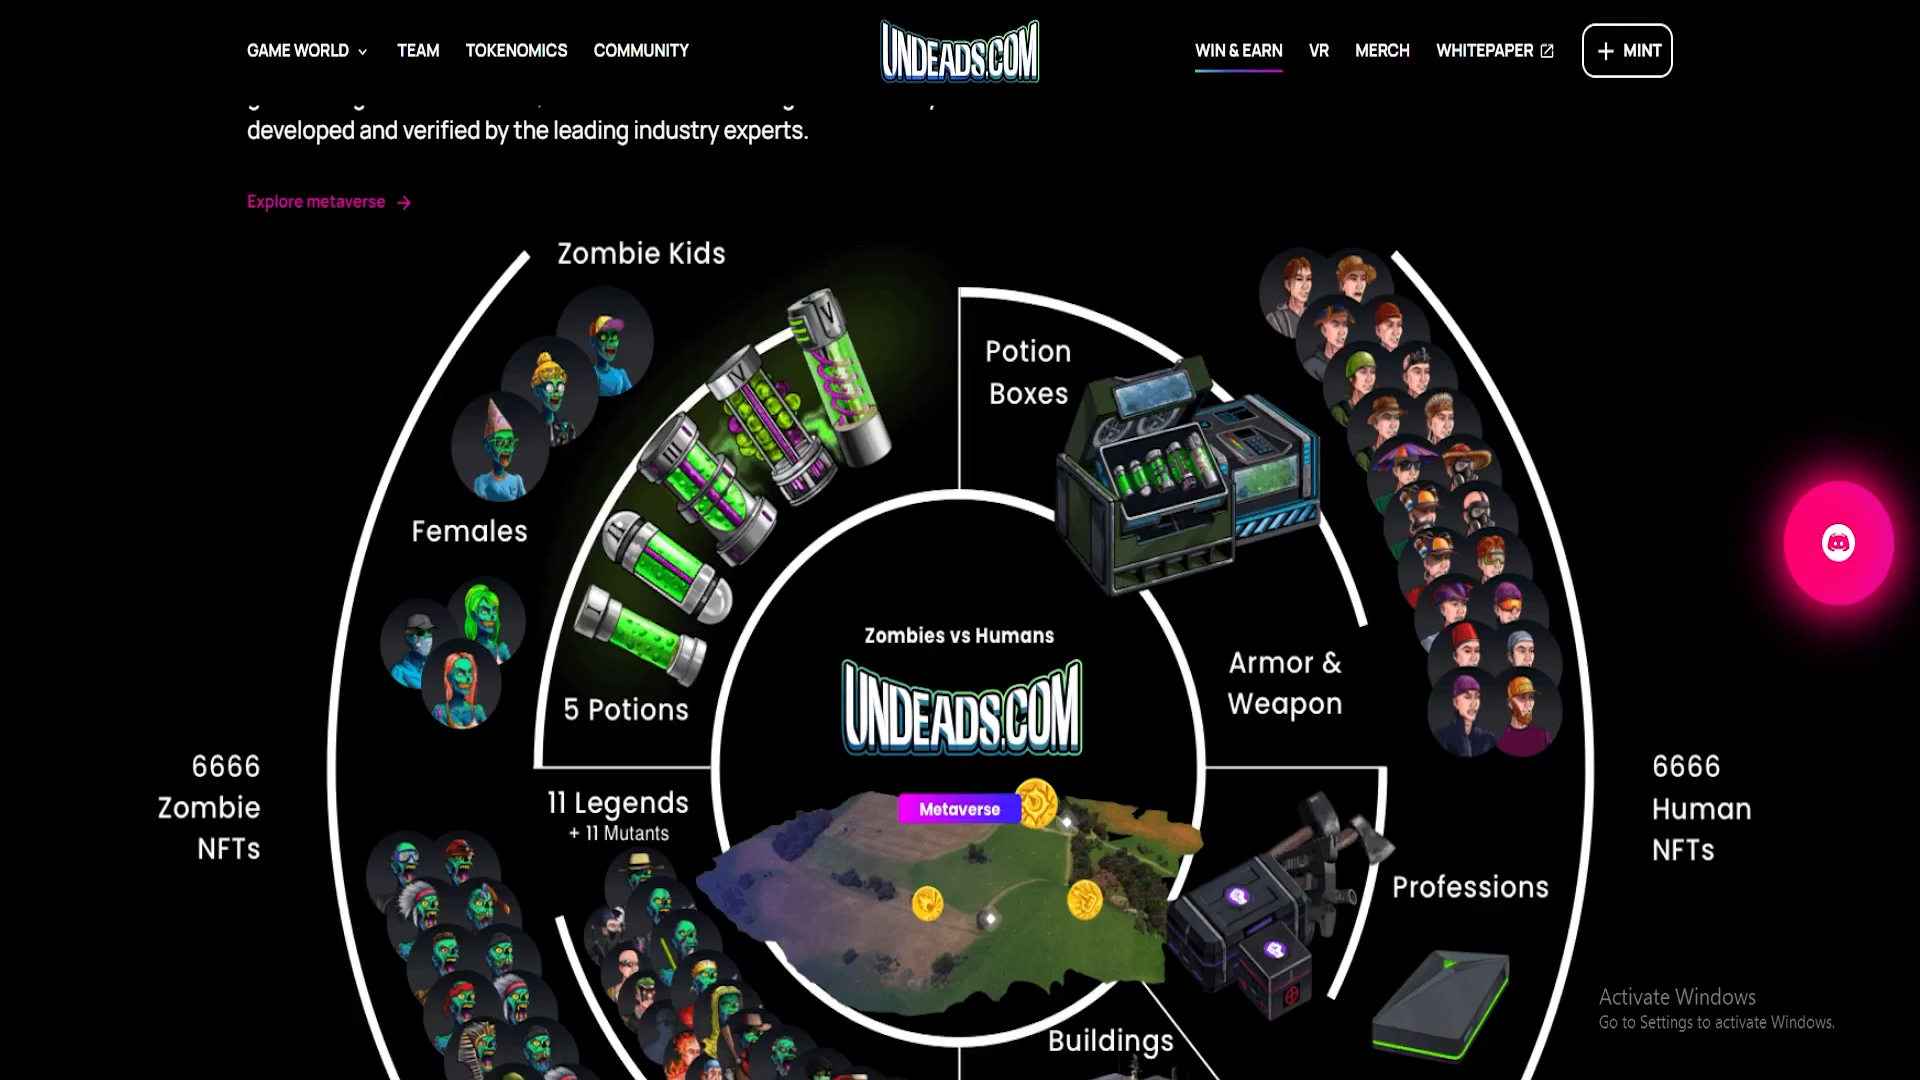 GAME WORLD
TEAM
TOKENOMICS
COMMUNITY
UNDEADS.COM
WIN & EARN
VR
MERCH
WHITEPAPER
+ MINT
developed and verified by the leading industry experts.
Explore metaverse →
Zombie Kids
Potion
Boxes
V
IV
III
II
I
Females
5 Potions
Zombies vs Humans
UNDEADS.COM
Metaverse
Armor &
Weapon
6666
Zombie
NFTs
11 Legends
+ 11 Mutants
6666
Human
NFTs
Professions
Buildings
Activate Windows
Go to Settings to activate Windows.